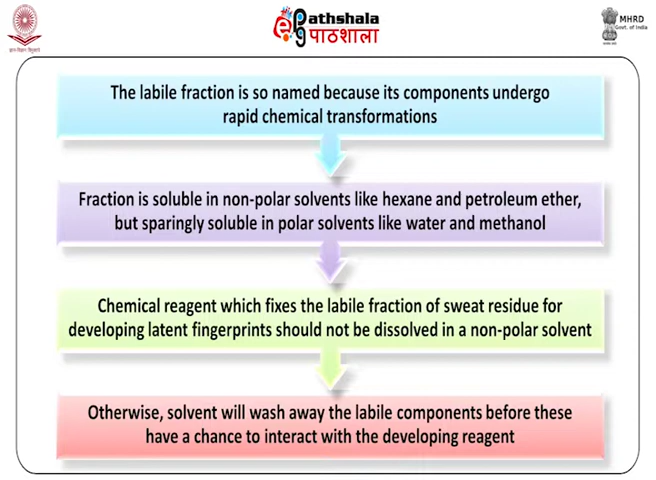 ePathshala
पाठशाला
MHRD
Govt. of India
The labile fraction is so named because its components undergo
rapid chemical transformations
Fraction is soluble in non-polar solvents like hexane and petroleum ether,
but sparingly soluble in polar solvents like water and methanol
Chemical reagent which fixes the labile fraction of sweat residue for
developing latent fingerprints should not be dissolved in a non-polar solvent
Otherwise, solvent will wash away the labile components before these
have a chance to interact with the developing reagent